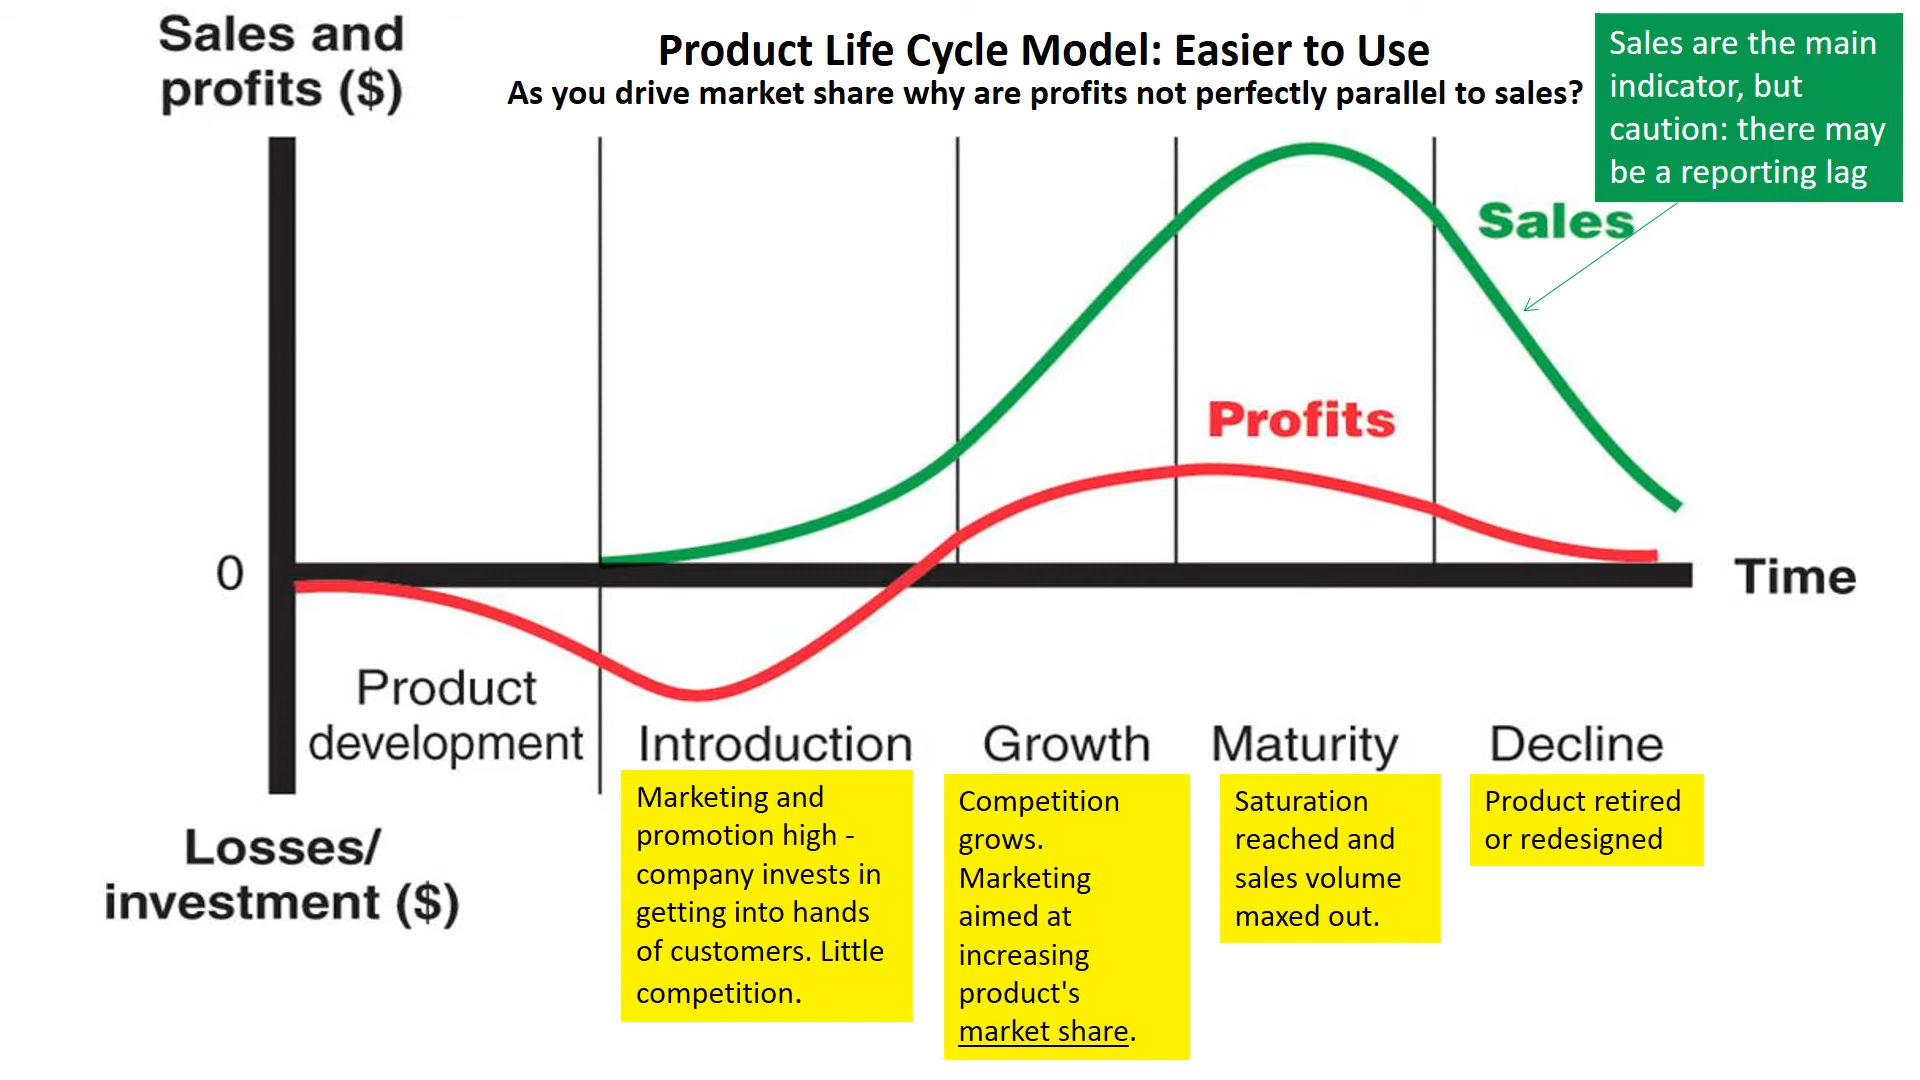 Sales and
profits ($)
Product Life Cycle Model: Easier to Use
As you drive market share why are profits not perfectly parallel to sales?
Sales are the main
indicator, but
caution: there may
be a reporting lag
Sales
Profits
0
Time
Product
development
Introduction
Growth
Maturity
Decline
Losses/
investment ($)
Marketing and
promotion high -
company invests in
getting into hands
of customers. Little
competition.
Competition
grows.
Marketing
aimed at
increasing
product's
market share.
Saturation
reached and
sales volume
maxed out.
Product retired
or redesigned